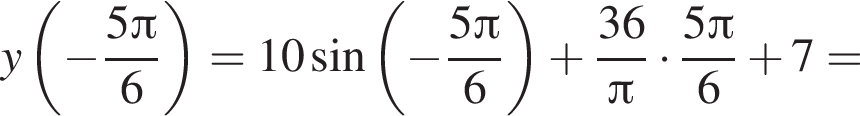 y(−5π/6) = 10 sin(−5π/6) + 36/π · 5π/6 + 7 =